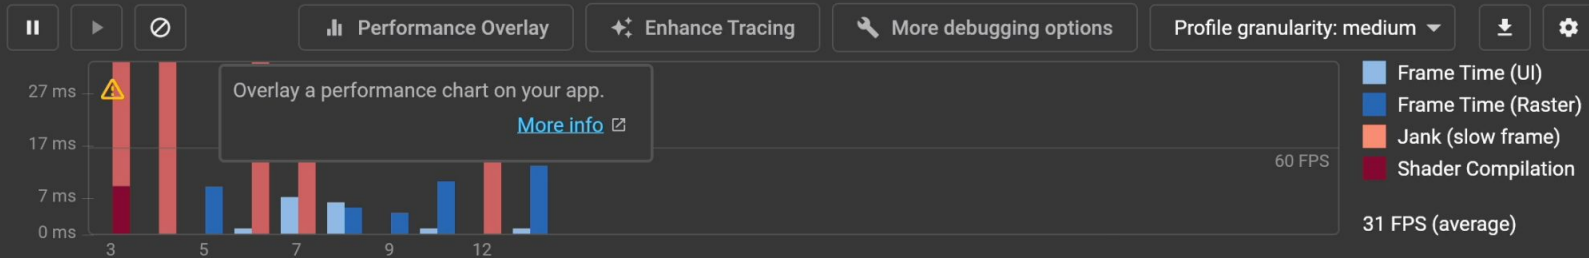 Performance Overlay
Enhance Tracing
More debugging options
Profile granularity: medium
27 ms
17 ms
7 ms
0 ms
Overlay a performance chart on your app.
More info
60 FPS
3 5 7 9 12
Frame Time (UI)
Frame Time (Raster)
Jank (slow frame)
Shader Compilation
31 FPS (average)